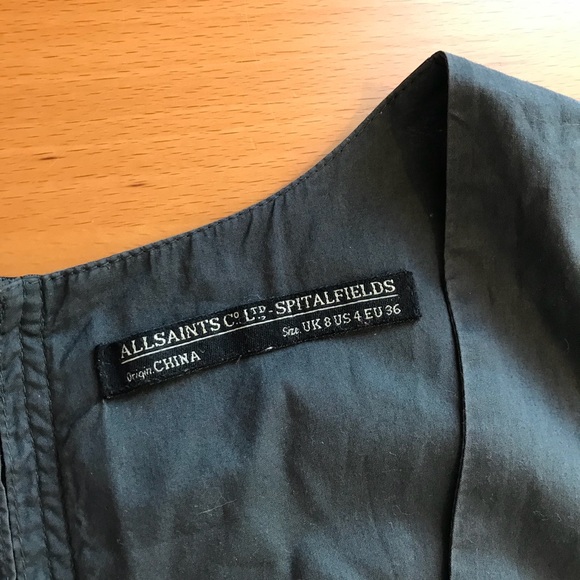 ALLSAINTS Co. LTD - SPITALFIELDS
Origin. CHINA Size. UK 8 US 4 EU 36